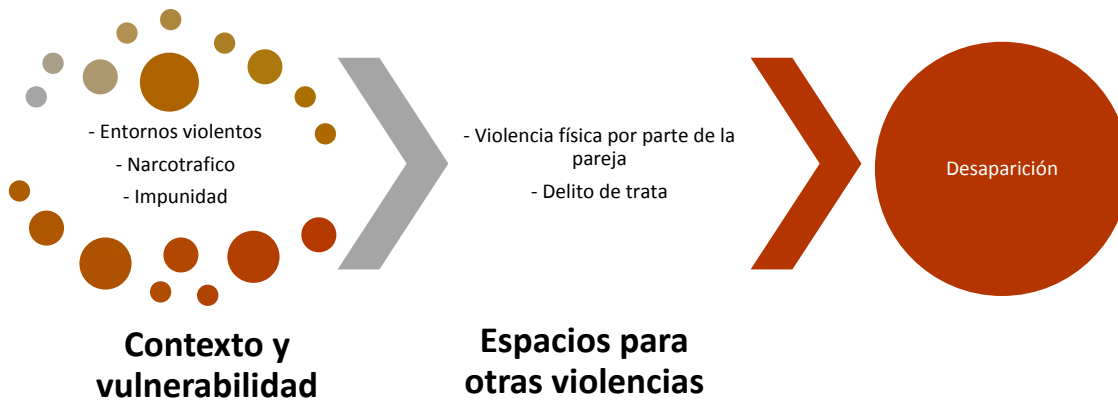 - Entornos violentos
- Narcotrafico
- Impunidad
- Violencia física por parte de la
pareja
- Delito de trata
Desaparición
Contexto y
vulnerabilidad
Espacios para
otras violencias